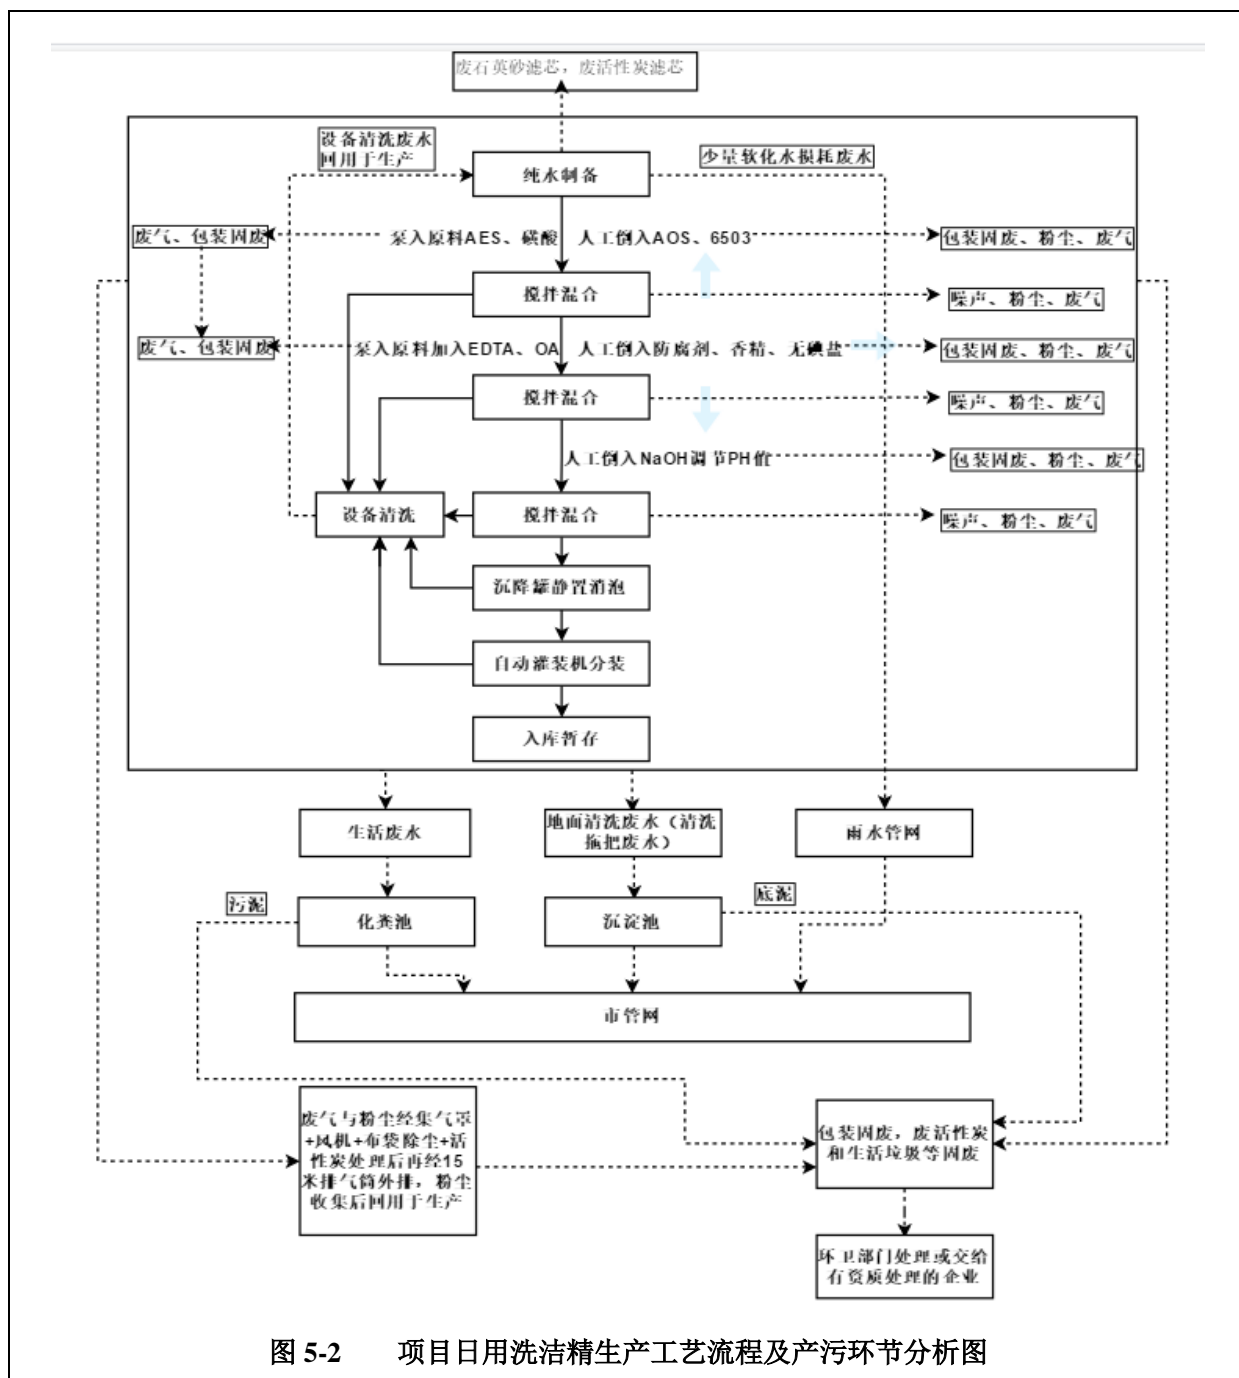 废石英砂滤芯，废活性炭滤芯
设备清洗废水
回用于生产
少量软化水损耗废水
纯水制备
废气、包装固废
泵入原料AES、磺酸
人工倒入AOS、6503
包装固废、粉尘、废气
搅拌混合
噪声、粉尘、废气
废气、包装固废
泵入原料加入EDTA、OA
人工倒入防腐剂、香精、无碘盐
包装固废、粉尘、废气
搅拌混合
噪声、粉尘、废气
人工倒入NaOH调节PH值
包装固废、粉尘、废气
设备清洗
搅拌混合
噪声、粉尘、废气
沉降罐静置消泡
自动灌装机分装
入库暂存
生活废水
地面清洗废水（清洗
拖把废水）
雨水管网
污泥
化粪池
沉淀池
底泥
市管网
废气与粉尘经集气罩
+风机+布袋除尘+活
性炭处理后再经15
米排气筒外排，粉尘
收集后回用于生产
包装固废，废活性炭
和生活垃圾等固废
环卫部门处理或交给
有资质处理的企业
图 5-2 项目日用洗洁精生产工艺流程及产污环节分析图